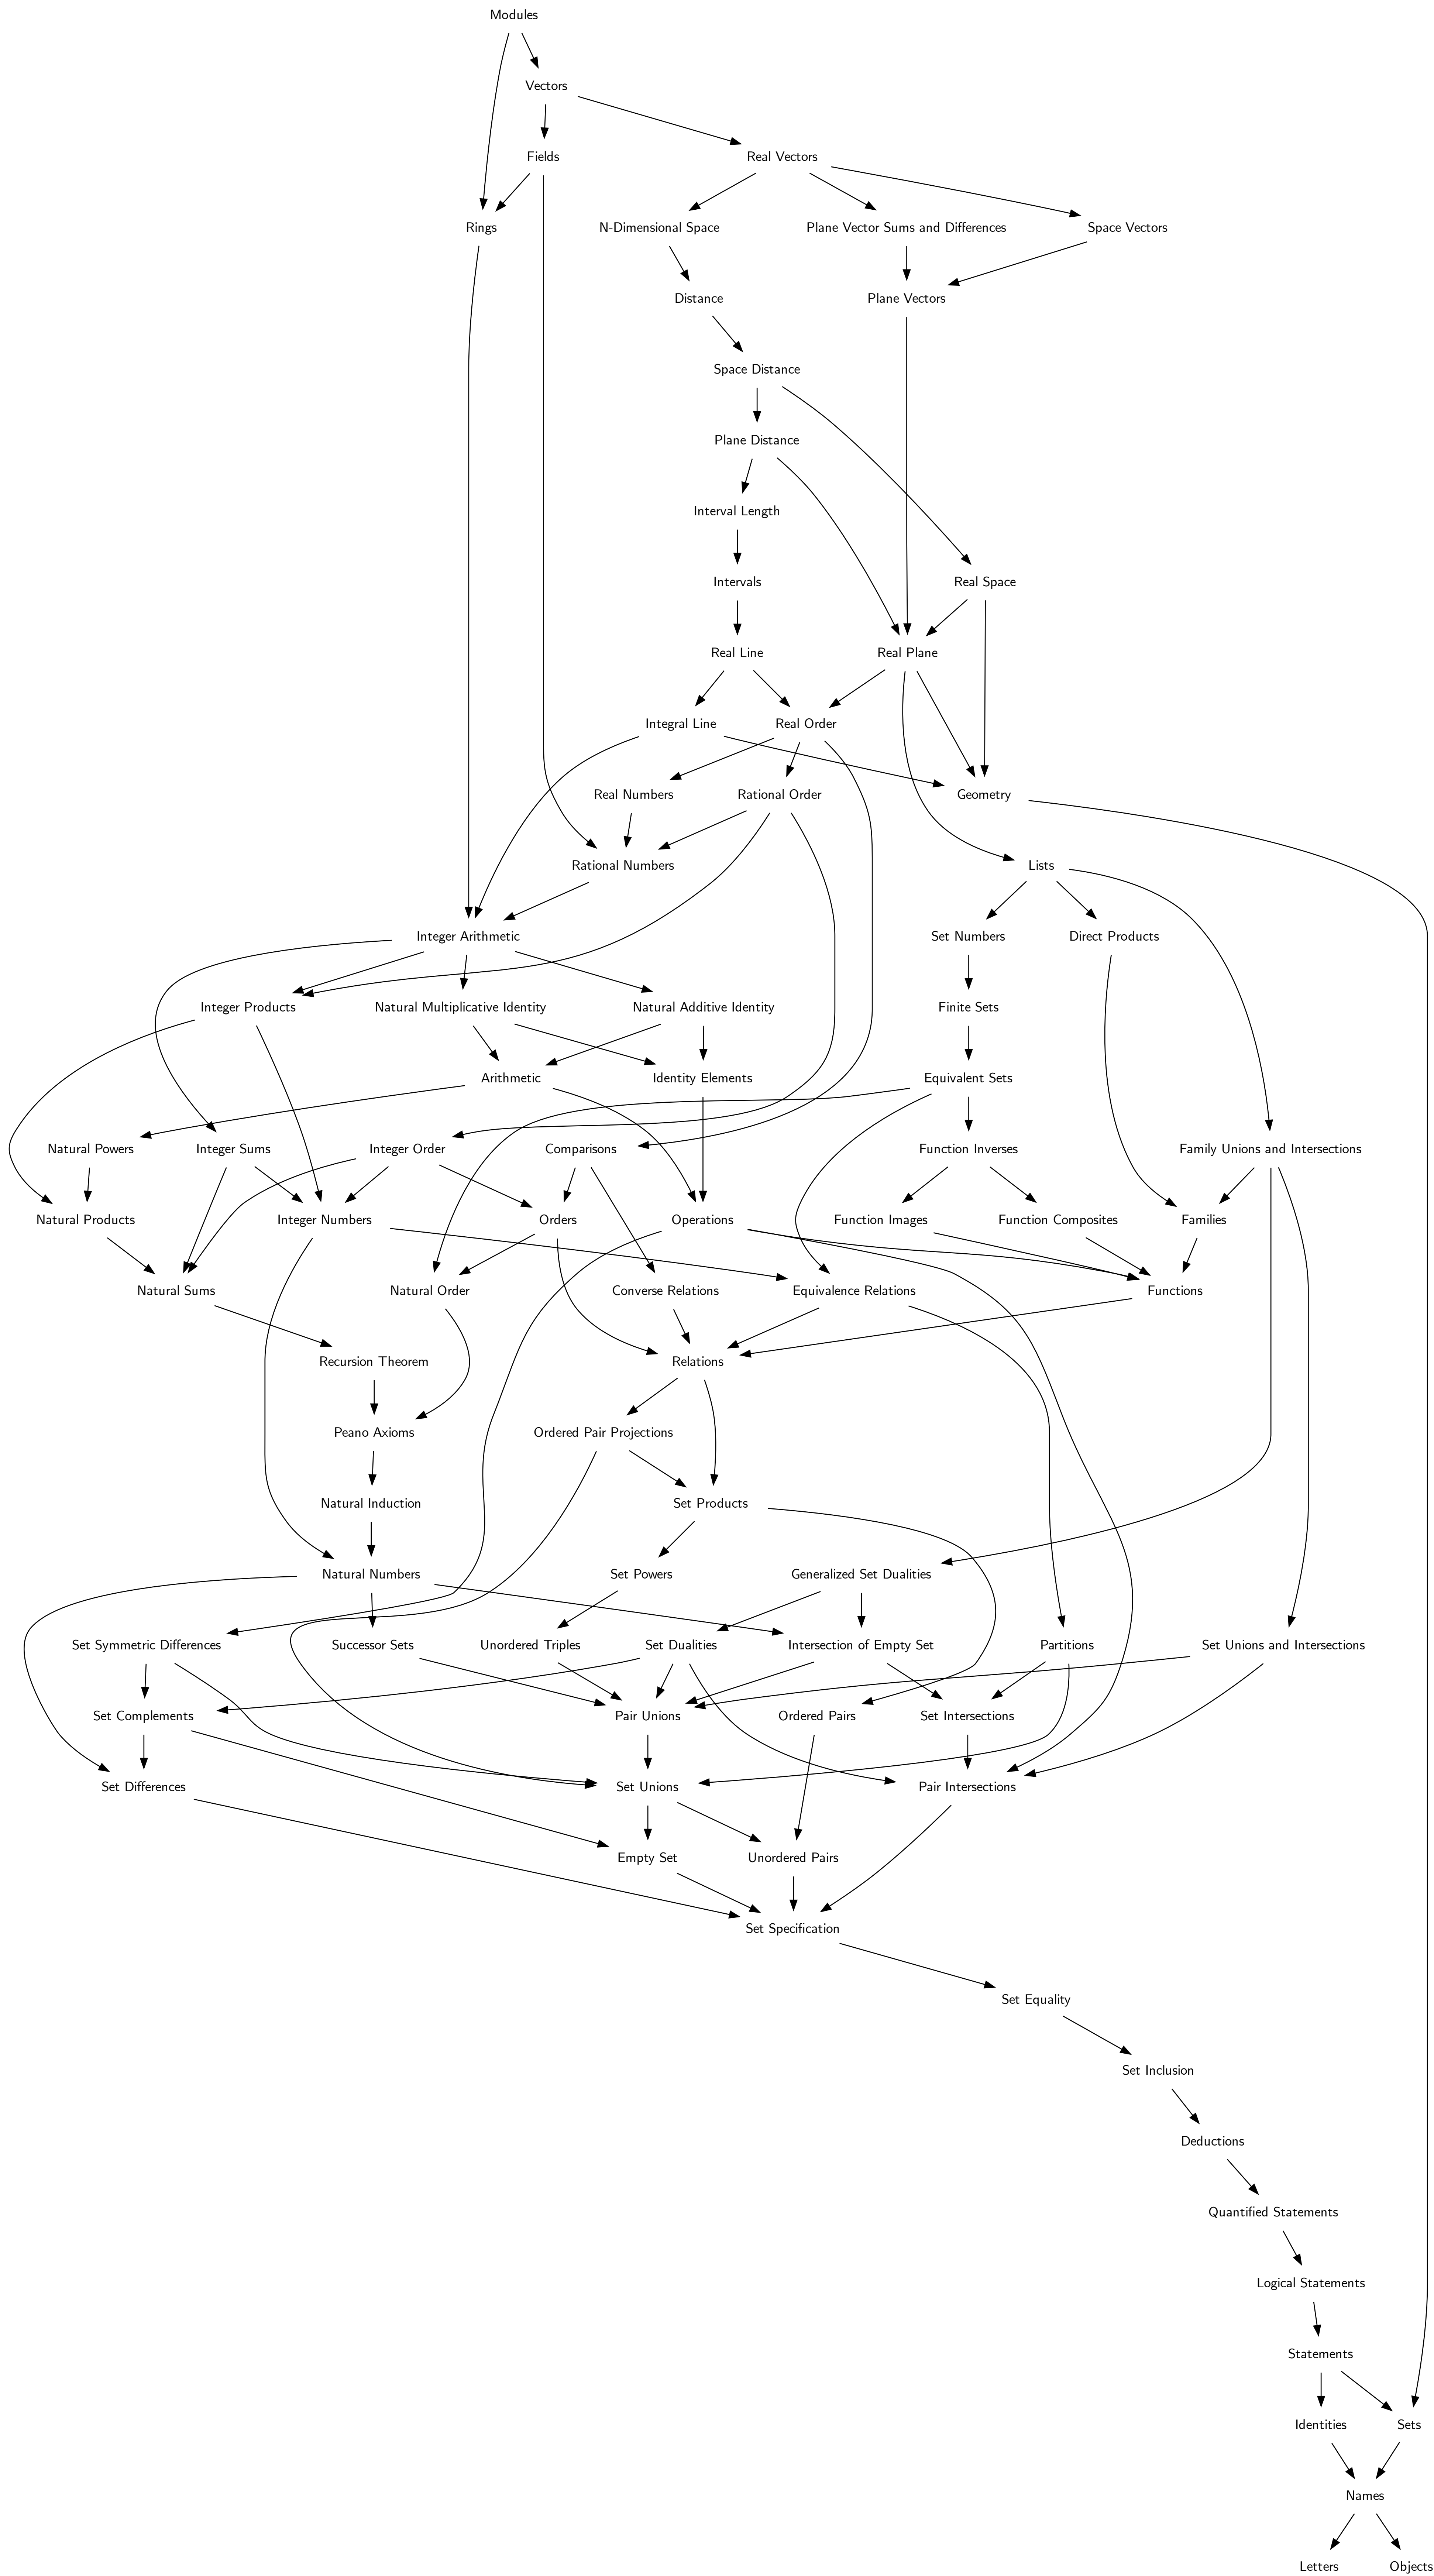 Modules
Vectors
Fields
Real Vectors
Rings
N-Dimensional Space
Plane Vector Sums and Differences
Space Vectors
Distance
Plane Vectors
Space Distance
Plane Distance
Interval Length
Intervals
Real Space
Real Line
Real Plane
Integral Line
Real Order
Real Numbers
Rational Order
Geometry
Rational Numbers
Lists
Integer Arithmetic
Set Numbers
Direct Products
Integer Products
Natural Multiplicative Identity
Natural Additive Identity
Finite Sets
Arithmetic
Identity Elements
Equivalent Sets
Natural Powers
Integer Sums
Integer Order
Comparisons
Function Inverses
Family Unions and Intersections
Natural Products
Integer Numbers
Orders
Operations
Function Images
Function Composites
Families
Natural Sums
Natural Order
Converse Relations
Equivalence Relations
Functions
Recursion Theorem
Relations
Peano Axioms
Ordered Pair Projections
Natural Induction
Set Products
Natural Numbers
Set Powers
Generalized Set Dualities
Set Symmetric Differences
Successor Sets
Unordered Triples
Set Dualities
Intersection of Empty Set
Partitions
Set Unions and Intersections
Set Complements
Pair Unions
Ordered Pairs
Set Intersections
Set Differences
Set Unions
Pair Intersections
Empty Set
Unordered Pairs
Set Specification
Set Equality
Set Inclusion
Deductions
Quantified Statements
Logical Statements
Statements
Identities
Sets
Names
Letters
Objects